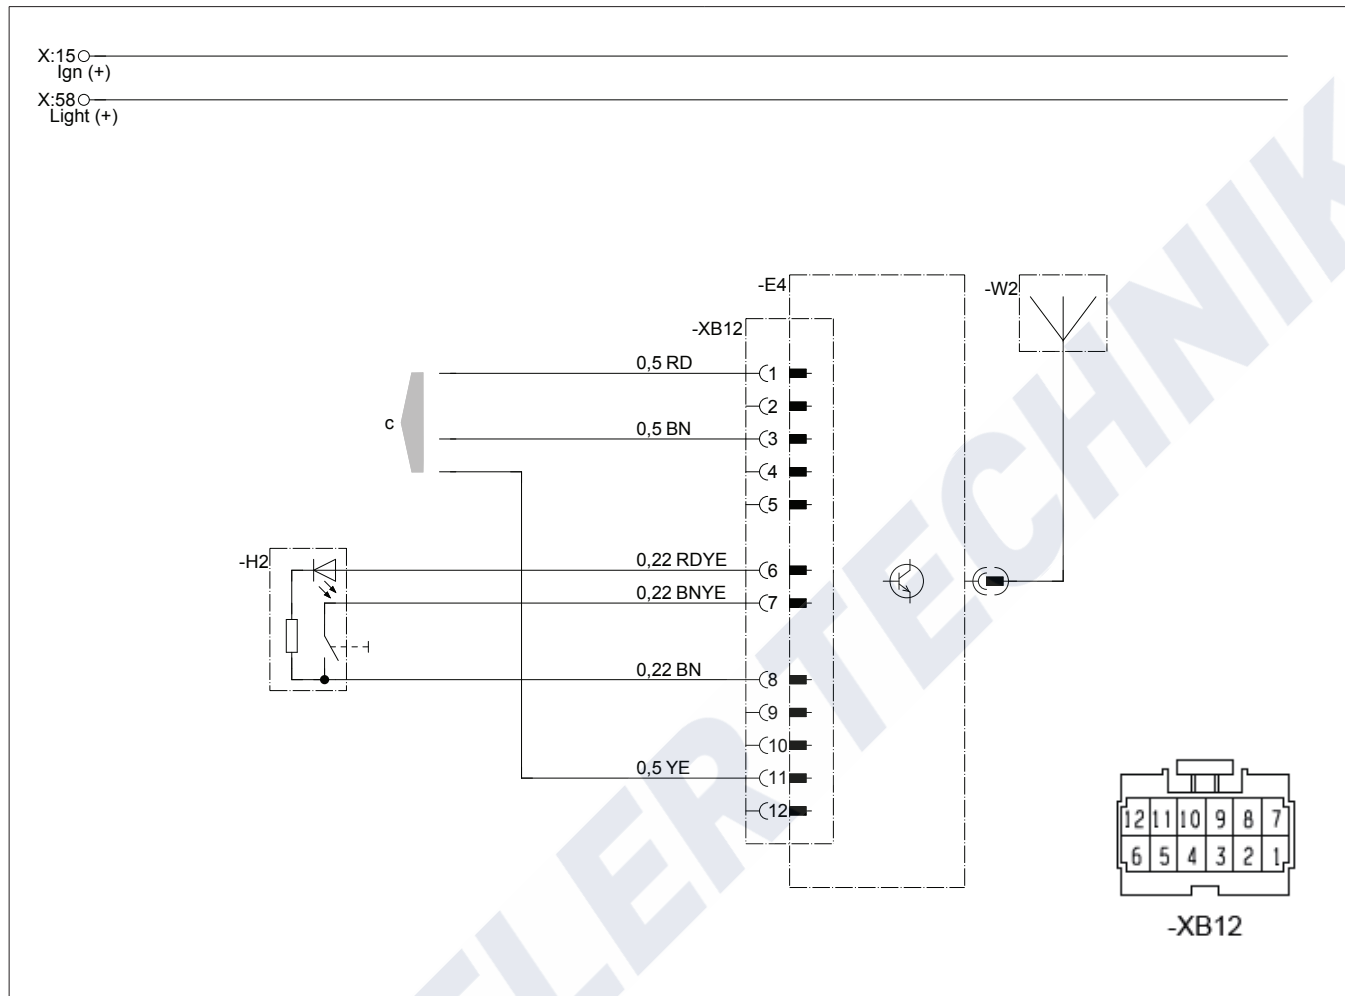 X:15
Ign (+)
X:58
Light (+)
-E4
-W2
-XB12
0,5 RD
1
2
c
0,5 BN
3
4
5
-H2
0,22 RDYE
6
0,22 BNYE
7
0,22 BN
8
9
10
0,5 YE
11
12
12 11 10 9 8 7
6 5 4 3 2 1
-XB12
ELER TECHNIK